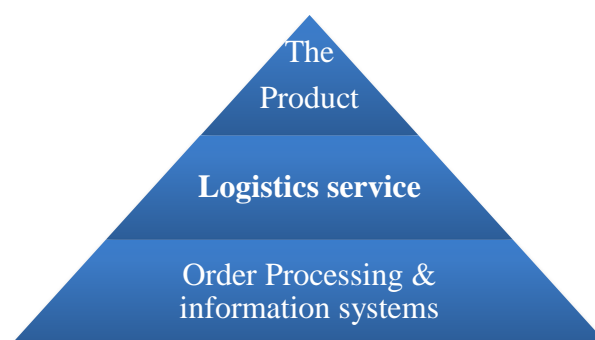 The
Product
Logistics service
Order Processing &
information systems